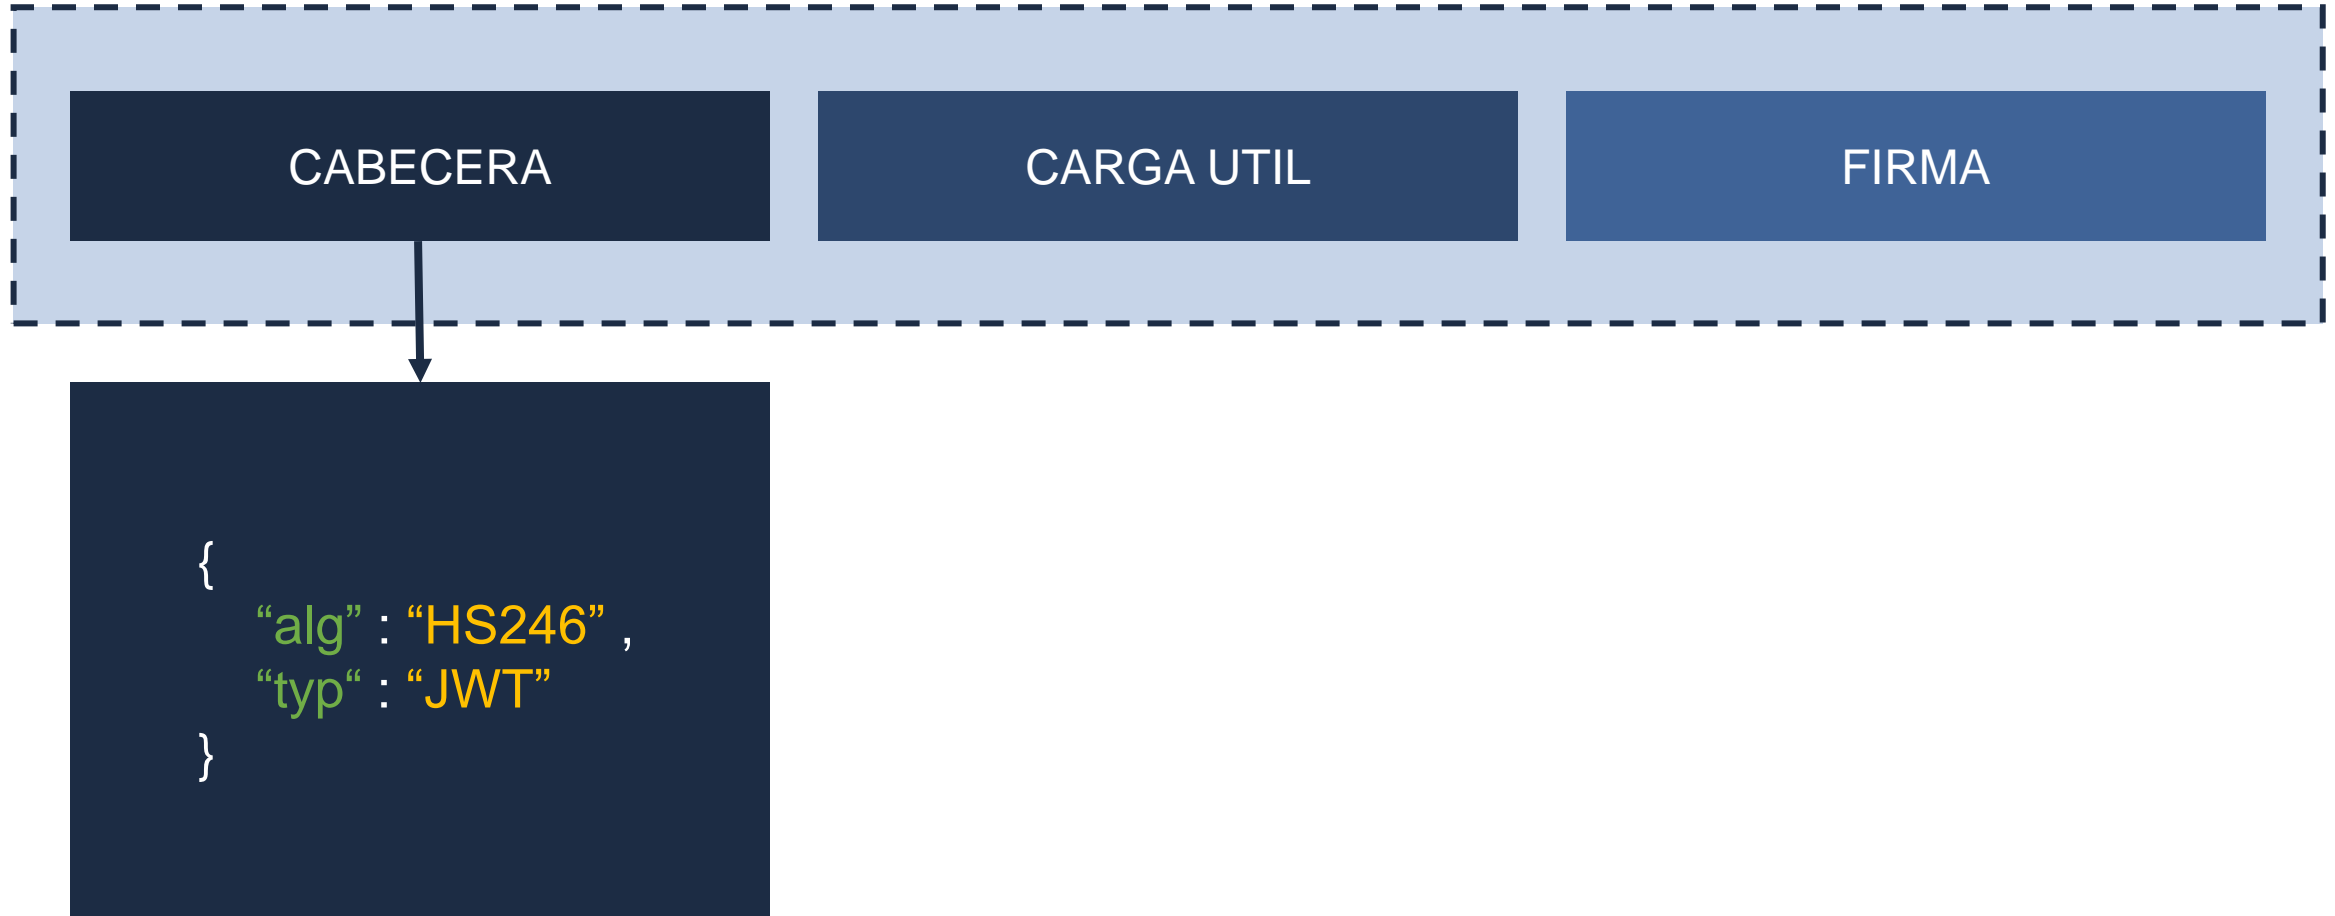 CABECERA
CARGA UTIL
FIRMA
{
“alg” : “HS246” ,
“typ“ : “JWT”
}